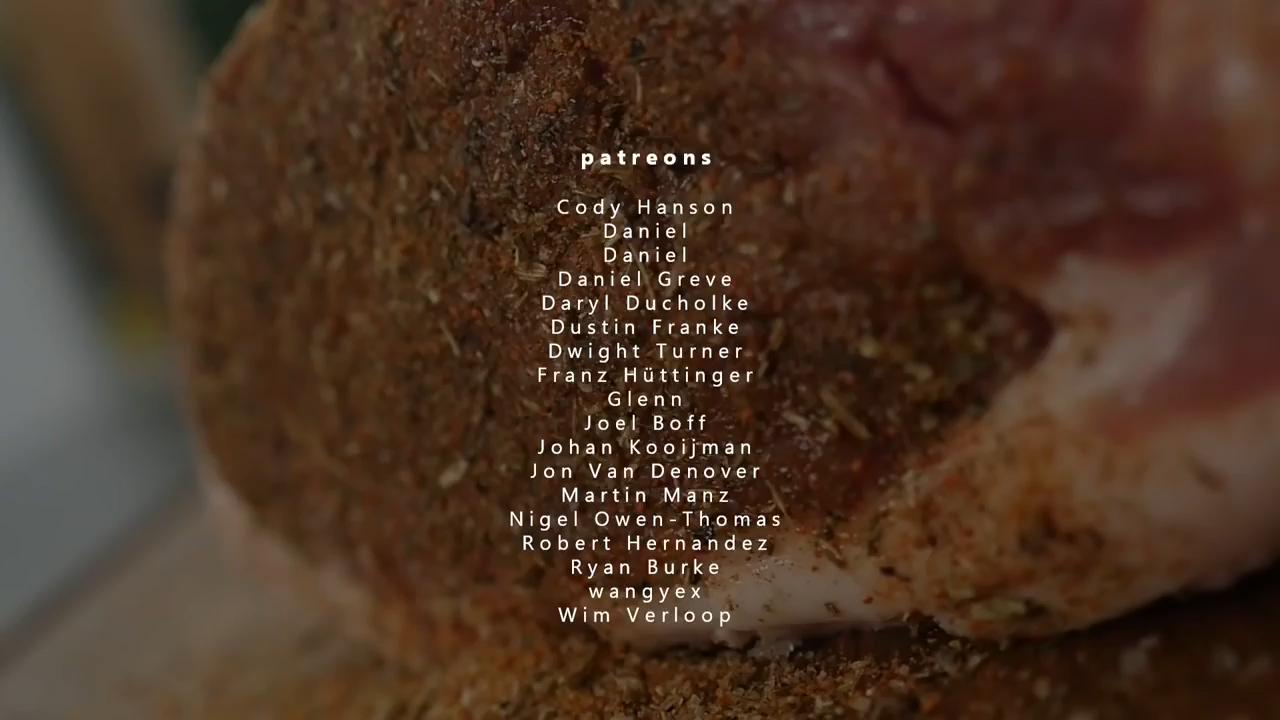 patreons
Cody Hanson
Daniel
Daniel
Daniel Greve
Daryl Ducholke
Dustin Franke
Dwight Turner
Franz Hüttinger
Glenn
Joel Boff
Johan Kooijman
Jon Van Denover
Martin Manz
Nigel Owen-Thomas
Robert Hernandez
Ryan Burke
wangyex
Wim Verloop